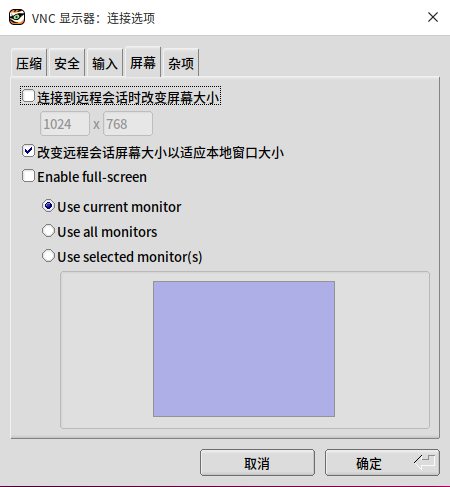 VNC 显示器：连接选项
压缩 安全 输入 屏幕 杂项
连接到远程会话时改变屏幕大小
1024 x 768
改变远程会话屏幕大小以适应本地窗口大小
Enable full-screen
Use current monitor
Use all monitors
Use selected monitor(s)
取消 确定